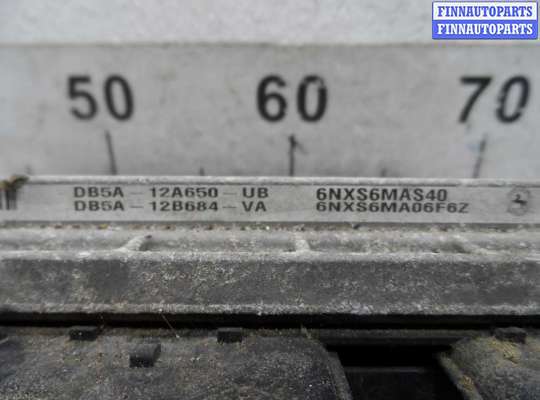 FINNAUTOPARTS
FINNAUTOPARTS
50 60 70
DB5A - 12A650 - UB 6NXS6MAS40
DB5A - 12B684 - VA 6NXS6MA06F6Z